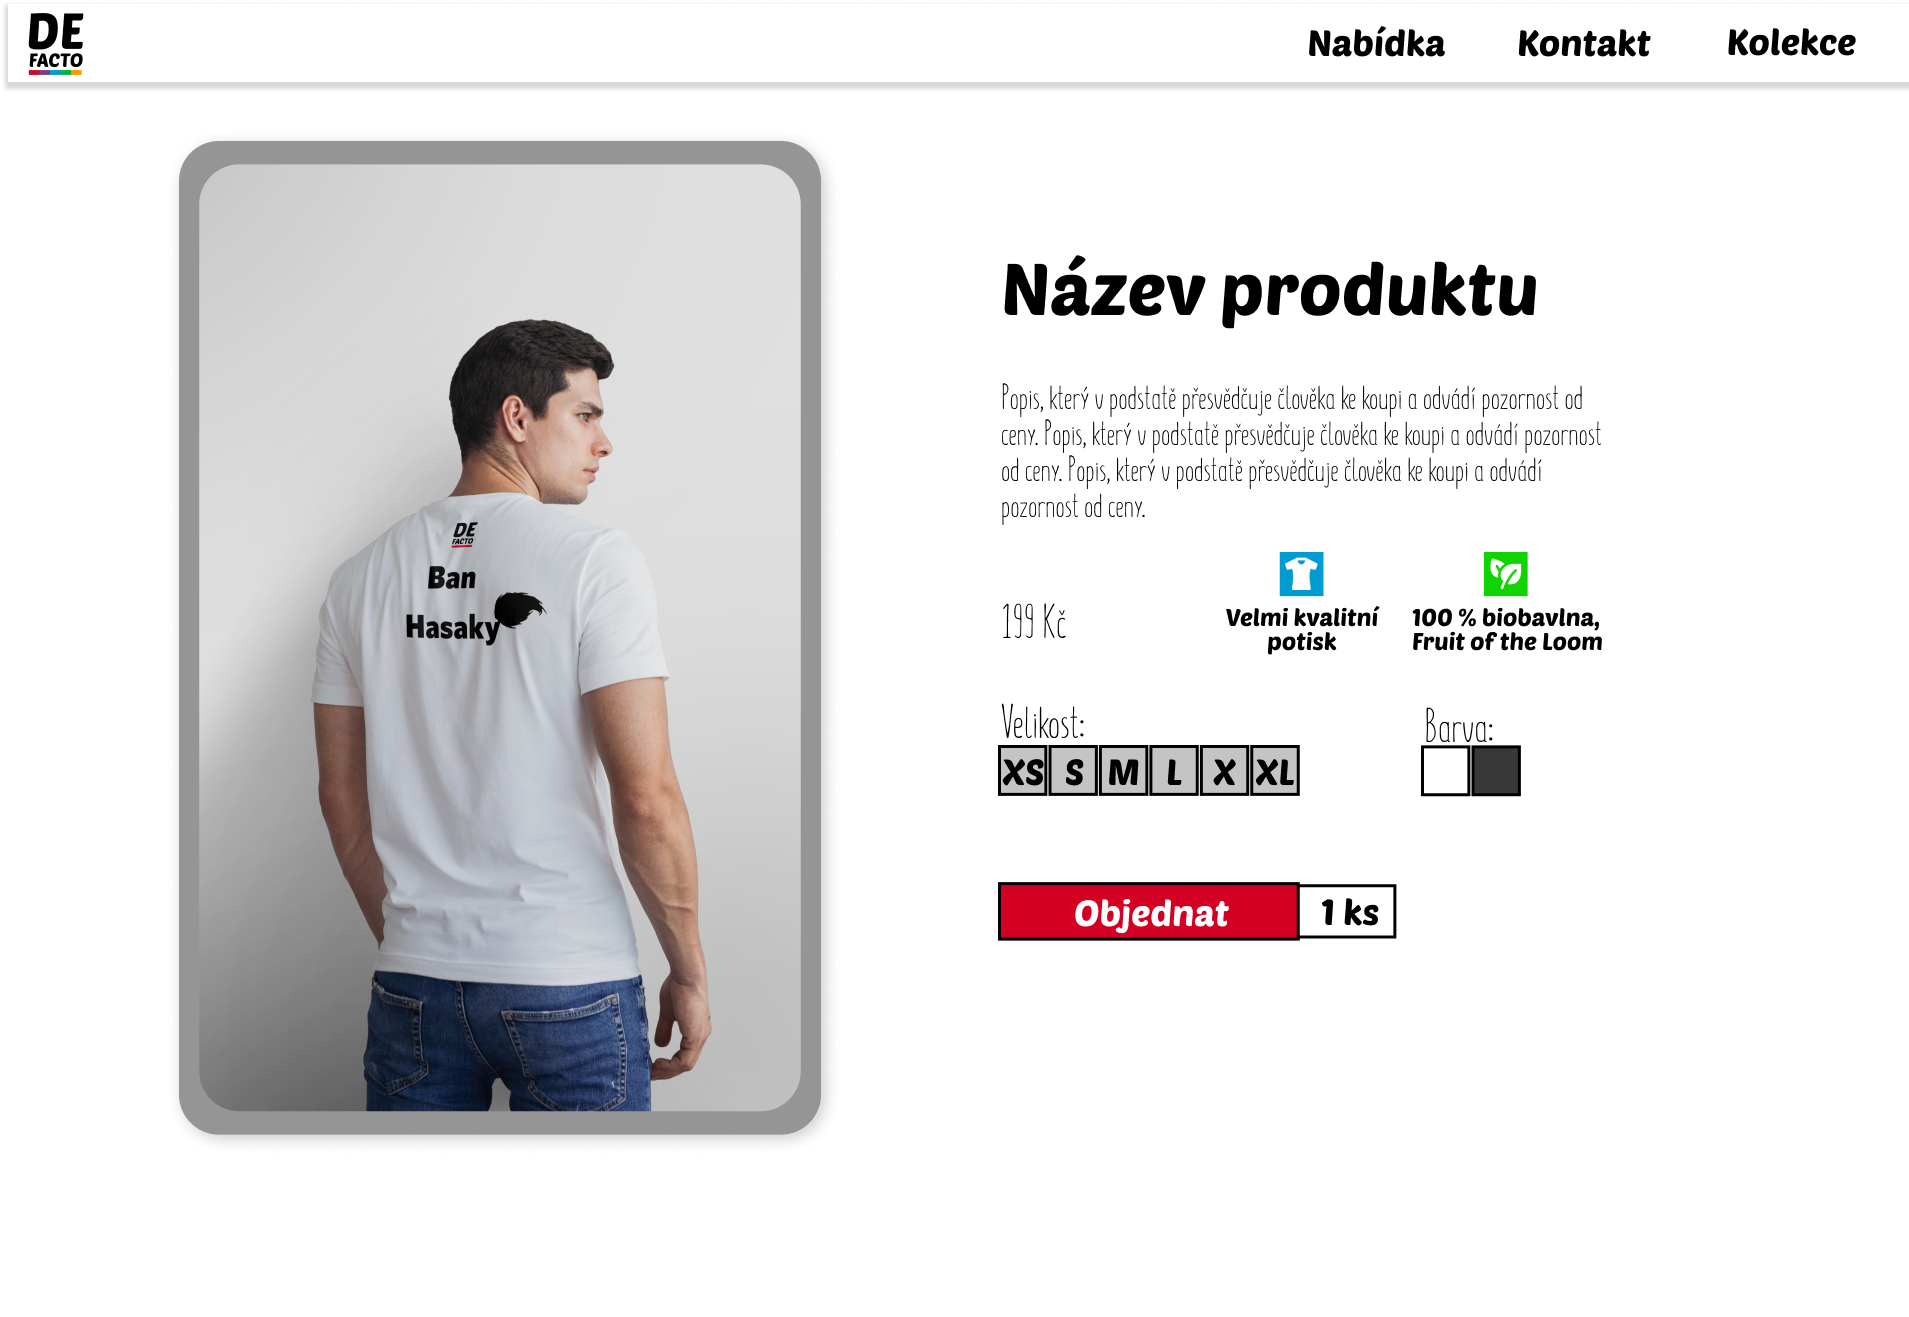 DE
FACTO
Nabídka
Kontakt
Kolekce
DE
FACTO
Ban
Hasaky
Název produktu
Popis, který v podstatě přesvědčuje člověka ke koupi a odvádí pozornost od
ceny. Popis, který v podstatě přesvědčuje člověka ke koupi a odvádí pozornost
od ceny. Popis, který v podstatě přesvědčuje člověka ke koupi a odvádí
pozornost od ceny.
199 Kč
Velmi kvalitní
potisk
100 % biobavlna,
Fruit of the Loom
Velikost:
XS S M L X XL
Barva:
Objednat
1 ks